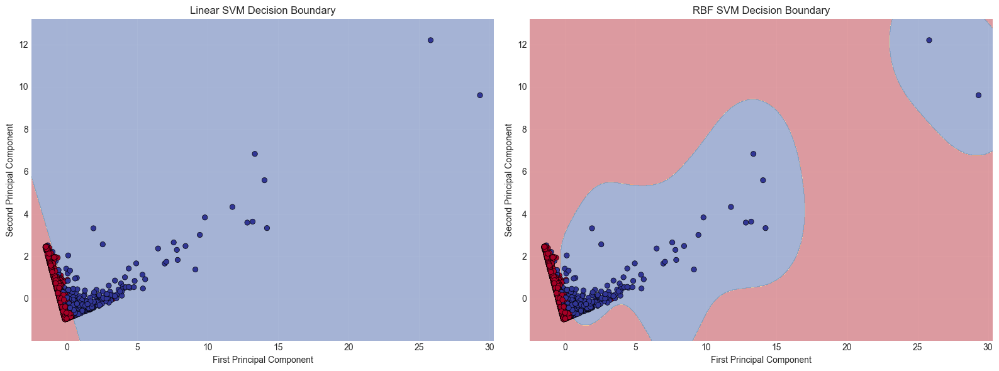 Linear SVM Decision Boundary
12
10
8
6
4
2
0
Second Principal Component
0 5 10 15 20 25 30
First Principal Component
RBF SVM Decision Boundary
12
10
8
6
4
2
0
Second Principal Component
0 5 10 15 20 25 30
First Principal Component